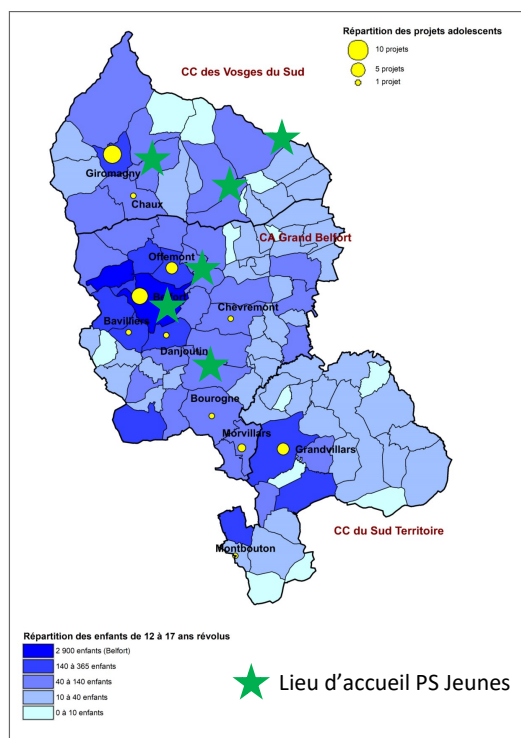 Répartition des projets adolescents
10 projets
5 projets
1 projet
CC des Vosges du Sud
Giromagny
Chaux
CA Grand Belfort
Offemont
Bavilliers
Chèvremont
Danjoutin
Bourogne
Morvillars
Grandvillars
CC du Sud Territoire
Montbouton
Répartition des enfants de 12 à 17 ans révolus
2 900 enfants (Belfort)
140 à 365 enfants
40 à 140 enfants
10 à 40 enfants
0 à 10 enfants
Lieu d'accueil PS Jeunes